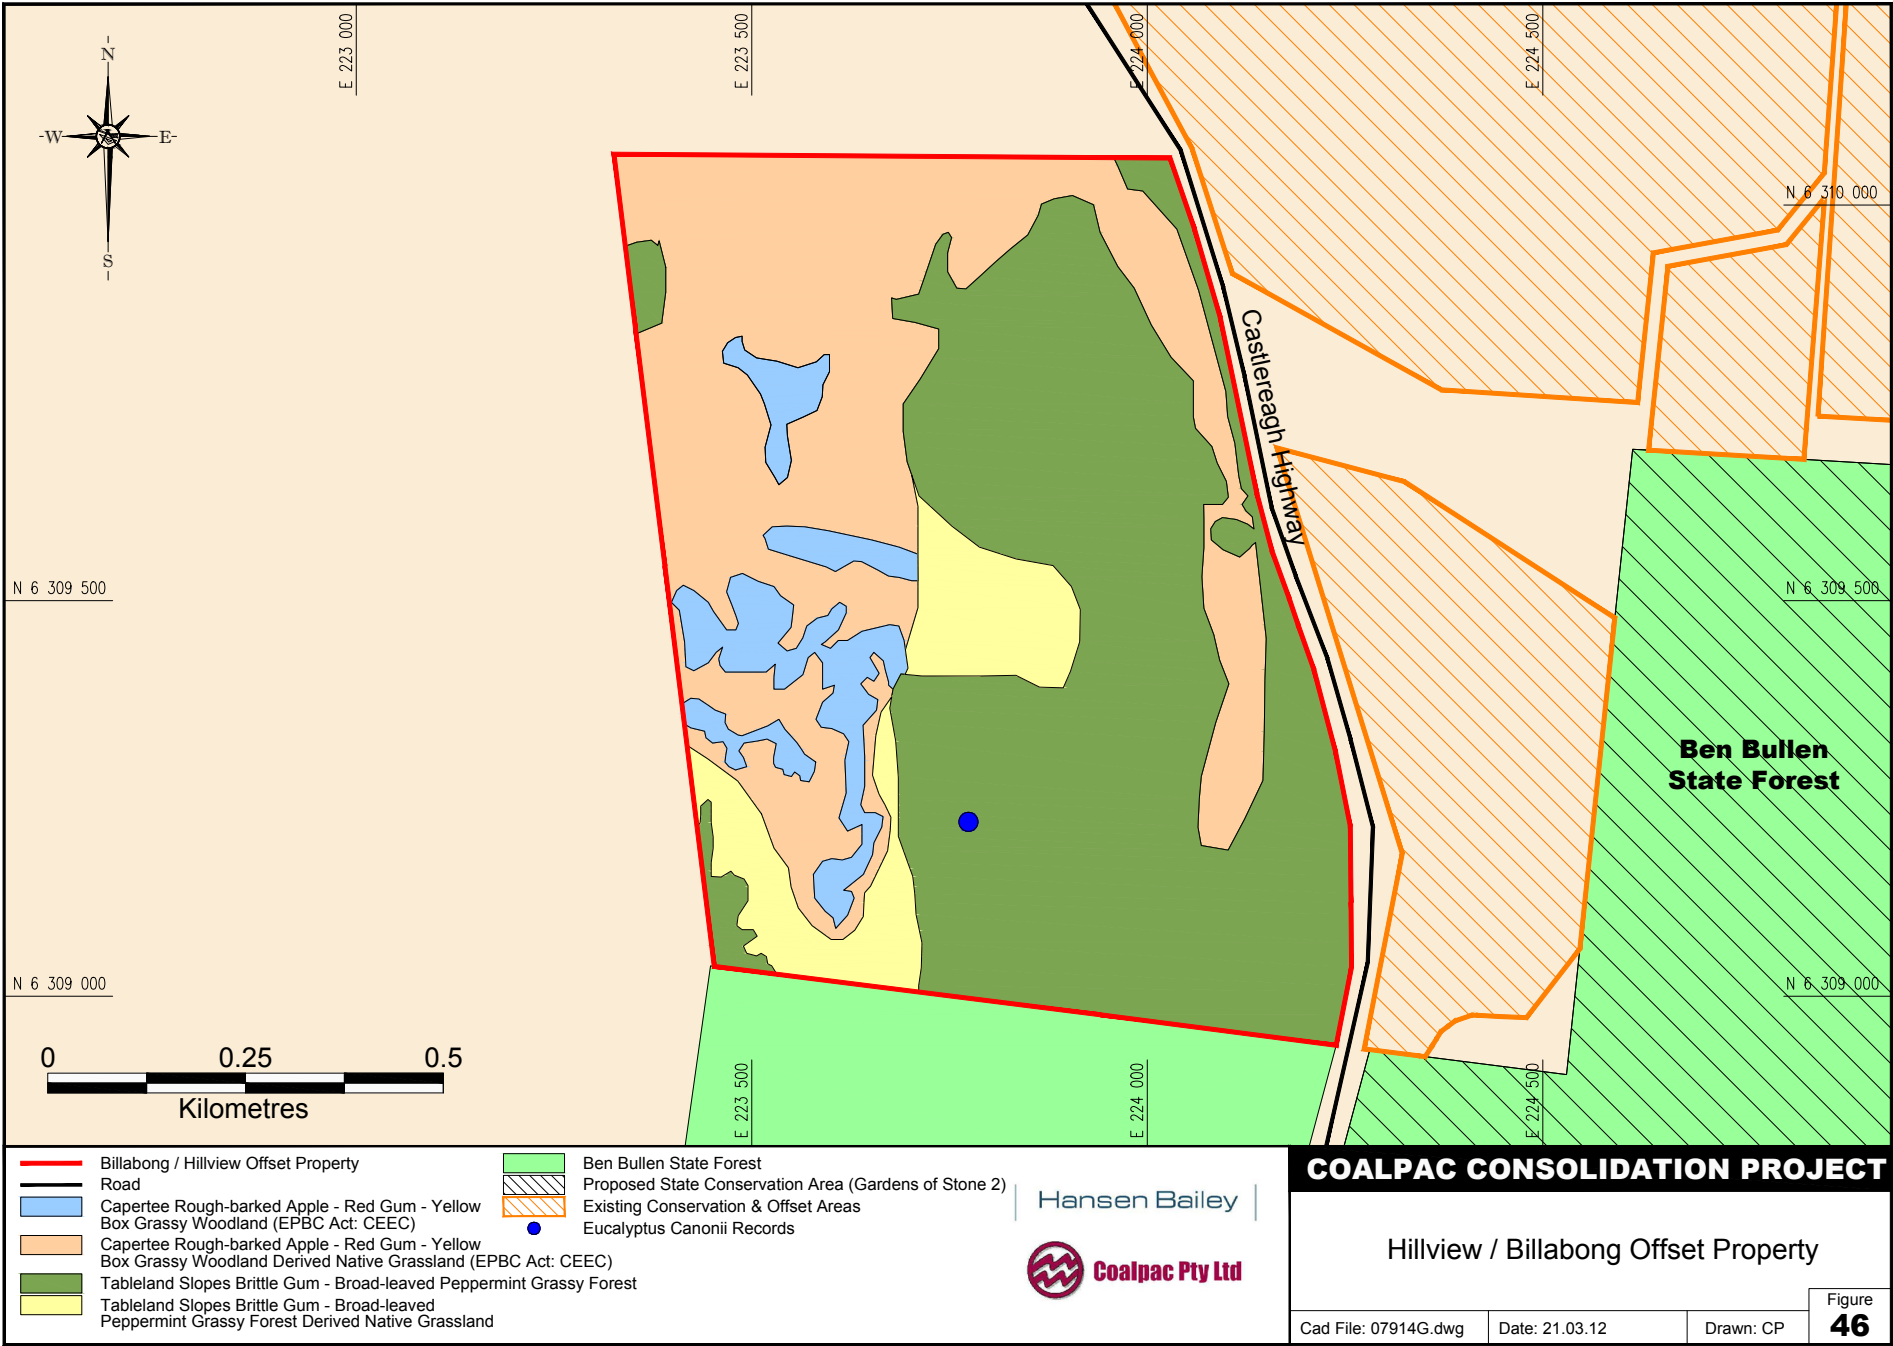 E 223 000
E 223 500
E 224 000
E 224 500
N
W
E
S
N 6 310 000
Castlereagh Highway
N 6 309 500
N 6 309 500
Ben Bullen
State Forest
N 6 309 000
N 6 309 000
0 0.25 0.5
Kilometres
E 223 500
E 224 000
E 224 500
Billabong / Hillview Offset Property
Road
Capertee Rough-barked Apple - Red Gum - Yellow
Box Grassy Woodland (EPBC Act: CEEC)
Capertee Rough-barked Apple - Red Gum - Yellow
Box Grassy Woodland Derived Native Grassland (EPBC Act: CEEC)
Tableland Slopes Brittle Gum - Broad-leaved Peppermint Grassy Forest
Tableland Slopes Brittle Gum - Broad-leaved
Peppermint Grassy Forest Derived Native Grassland
Ben Bullen State Forest
Proposed State Conservation Area (Gardens of Stone 2)
Existing Conservation & Offset Areas
Eucalyptus Canonii Records
Hansen Bailey
Coalpac Pty Ltd
COALPAC CONSOLIDATION PROJECT
Hillview / Billabong Offset Property
Cad File: 07914G.dwg
Date: 21.03.12
Drawn: CP
Figure
46